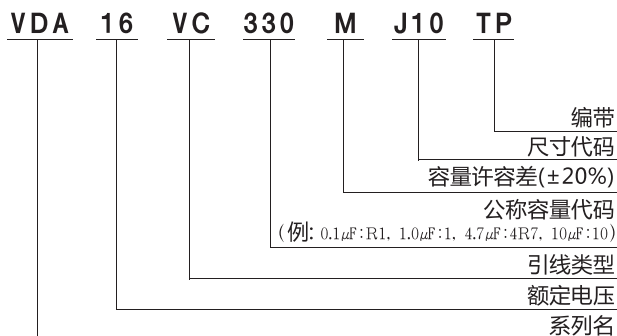 VDA 16 VC 330 M J10 TP
编带
尺寸代码
容量许容差(±20%)
公称容量代码
(例: 0.1μF:R1, 1.0μF:1, 4.7μF:4R7, 10μF:10)
引线类型
额定电压
系列名